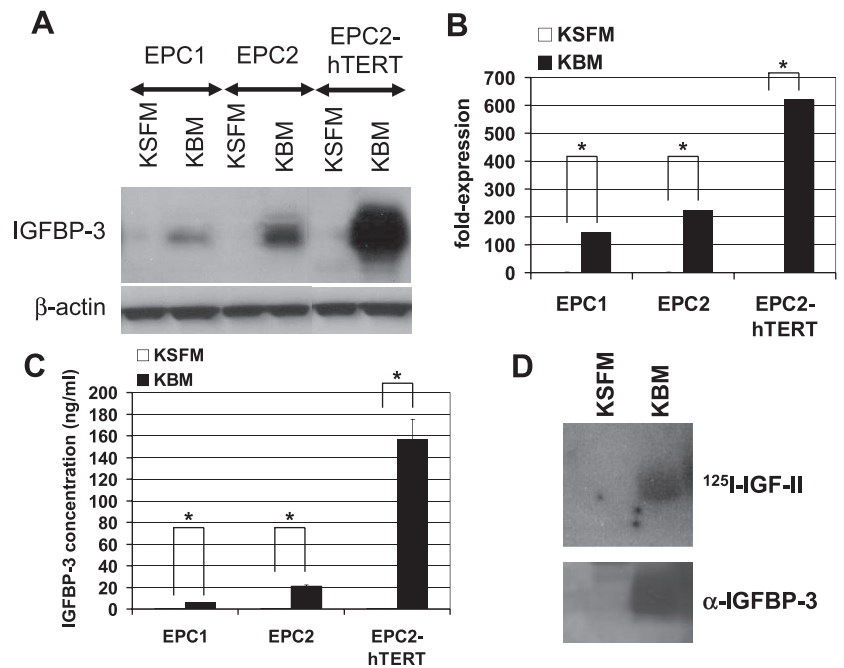 A
EPC1
EPC2
EPC2-
hTERT
KSFM
KBM
KSFM
KBM
KSFM
KBM
IGFBP-3
β-actin
B
KSFM
KBM
fold-expression
700
600
500
400
300
200
100
0
*
*
*
EPC1
EPC2
EPC2-
hTERT
C
KSFM
KBM
IGFBP-3 concentration (ng/ml)
200
180
160
140
120
100
80
60
40
20
0
*
*
*
EPC1
EPC2
EPC2-
hTERT
D
KSFM
KBM
¹²⁵I-IGF-II
α-IGFBP-3